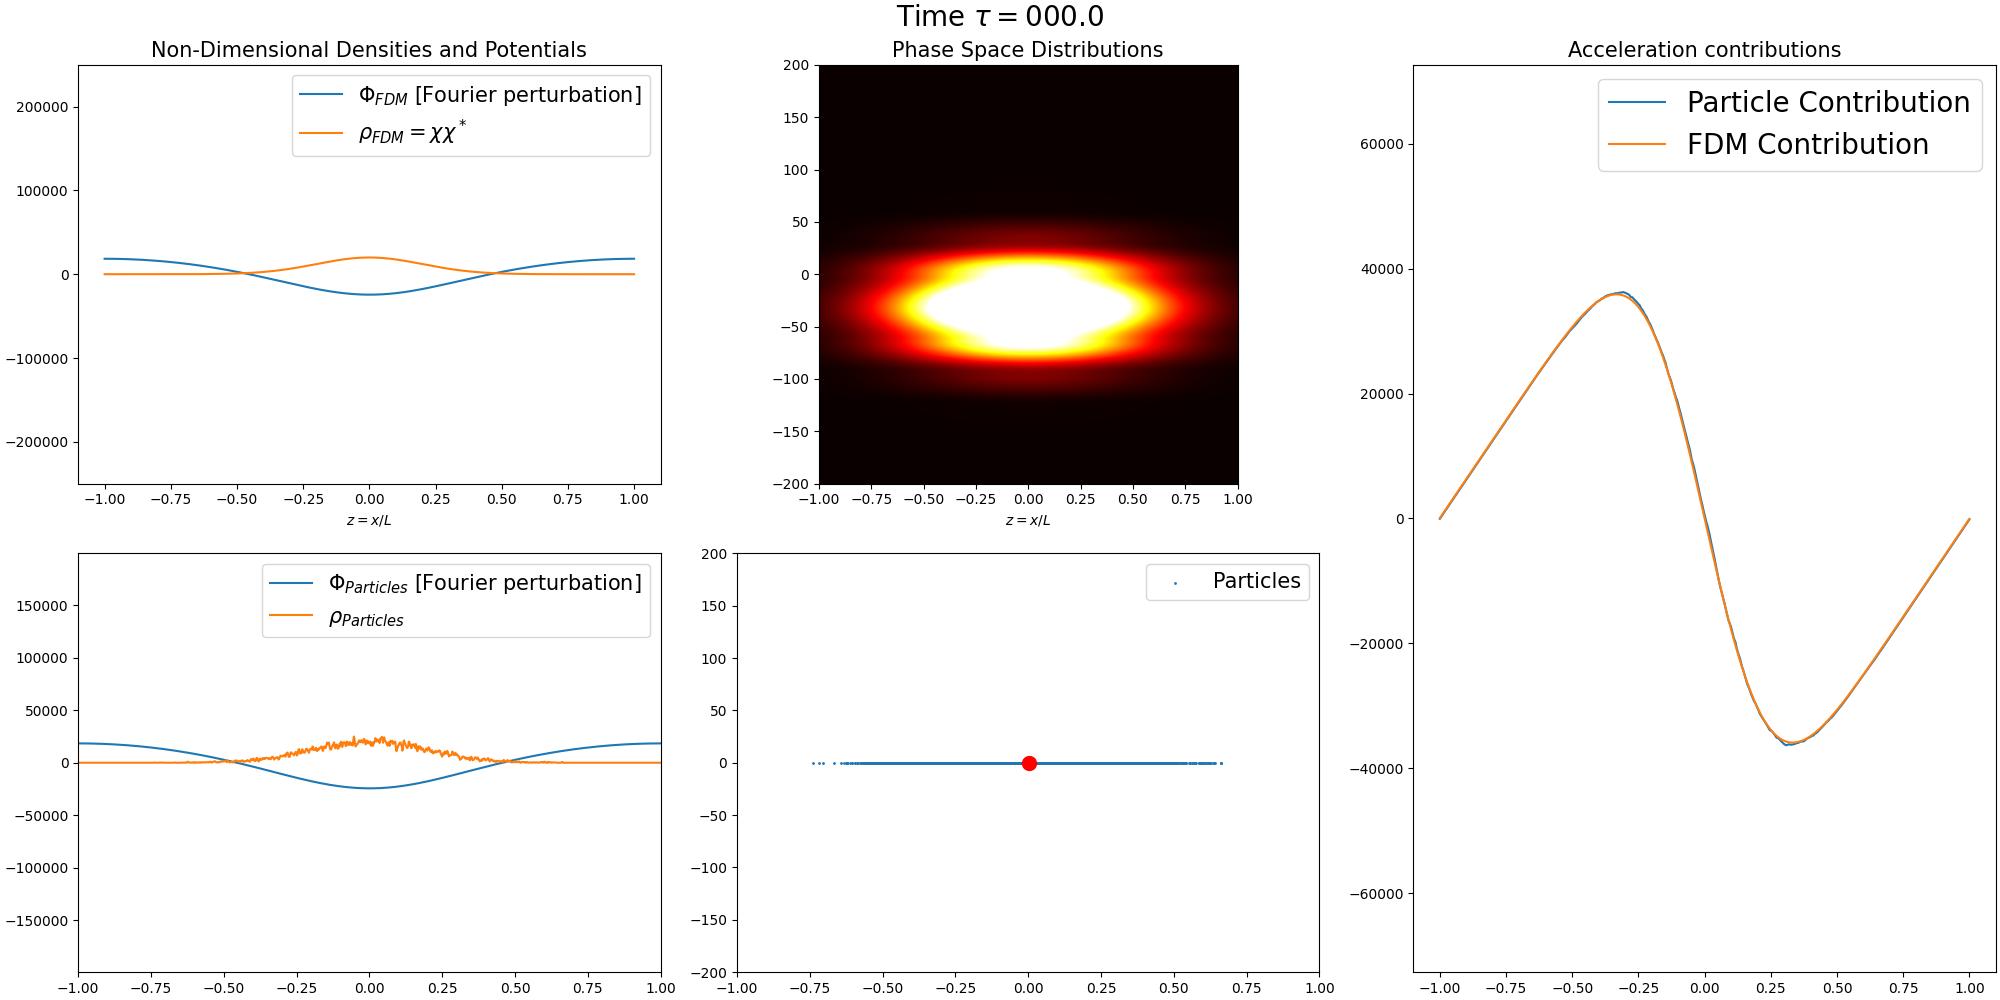 Time τ = 000.0
Non-Dimensional Densities and Potentials
Φ_FDM [Fourier perturbation]
ρ_FDM = χχ*
200000
100000
0
−100000
−200000
−1.00 −0.75 −0.50 −0.25 0.00 0.25 0.50 0.75 1.00
z = x/L
Phase Space Distributions
200
150
100
50
0
−50
−100
−150
−200
−1.00 −0.75 −0.50 −0.25 0.00 0.25 0.50 0.75 1.00
z = x/L
Acceleration contributions
Particle Contribution
FDM Contribution
60000
40000
20000
0
−20000
−40000
−60000
−1.00 −0.75 −0.50 −0.25 0.00 0.25 0.50 0.75 1.00
Φ_Particles [Fourier perturbation]
ρ_Particles
150000
100000
50000
0
−50000
−100000
−150000
−1.00 −0.75 −0.50 −0.25 0.00 0.25 0.50 0.75 1.00
Particles
200
150
100
50
0
−50
−100
−150
−200
−1.00 −0.75 −0.50 −0.25 0.00 0.25 0.50 0.75 1.00